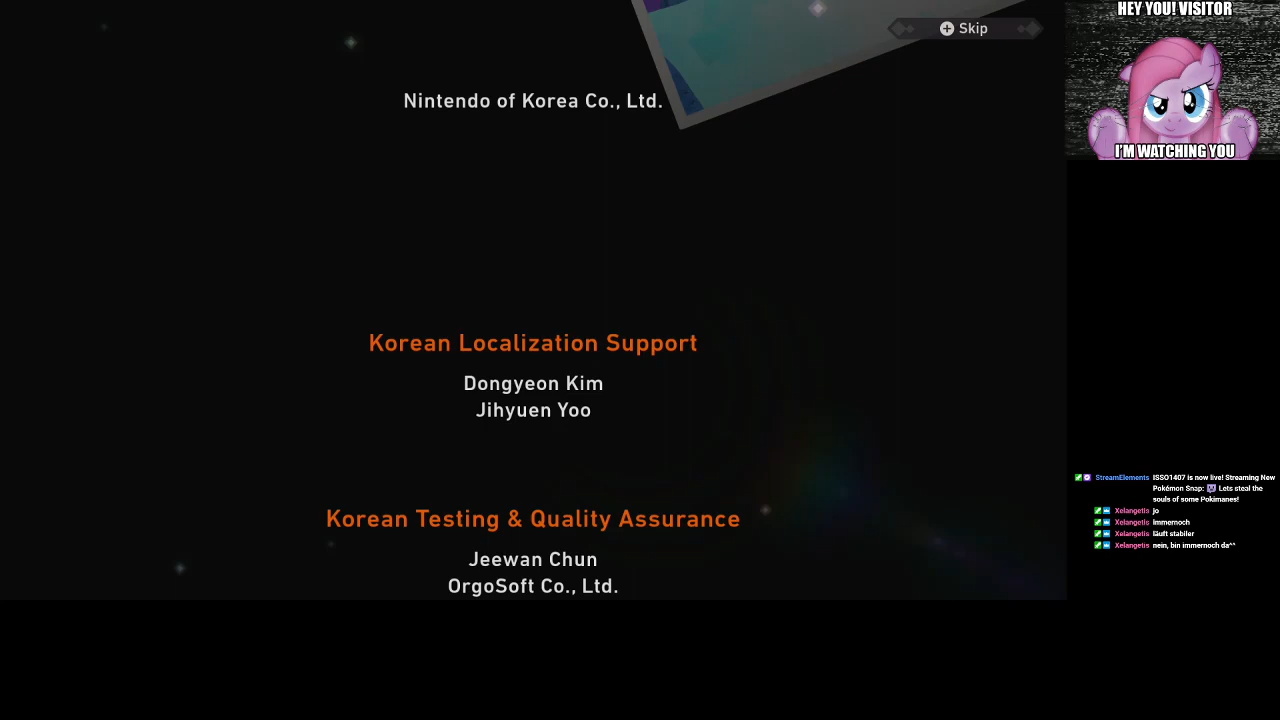 Skip
Nintendo of Korea Co., Ltd.
Korean Localization Support
Dongyeon Kim
Jihyuen Yoo
Korean Testing & Quality Assurance
Jeewan Chun
OrgoSoft Co., Ltd.
HEY YOU! VISITOR
I'M WATCHING YOU
StreamElements ISSO1407 is now live! Streaming New
Pokémon Snap: Lets steal the
souls of some Pokimanes!
Xelangetis jo
Xelangetis Immernoch
Xelangetis läuft stabiler
Xelangetis nein, bin immernoch da^^